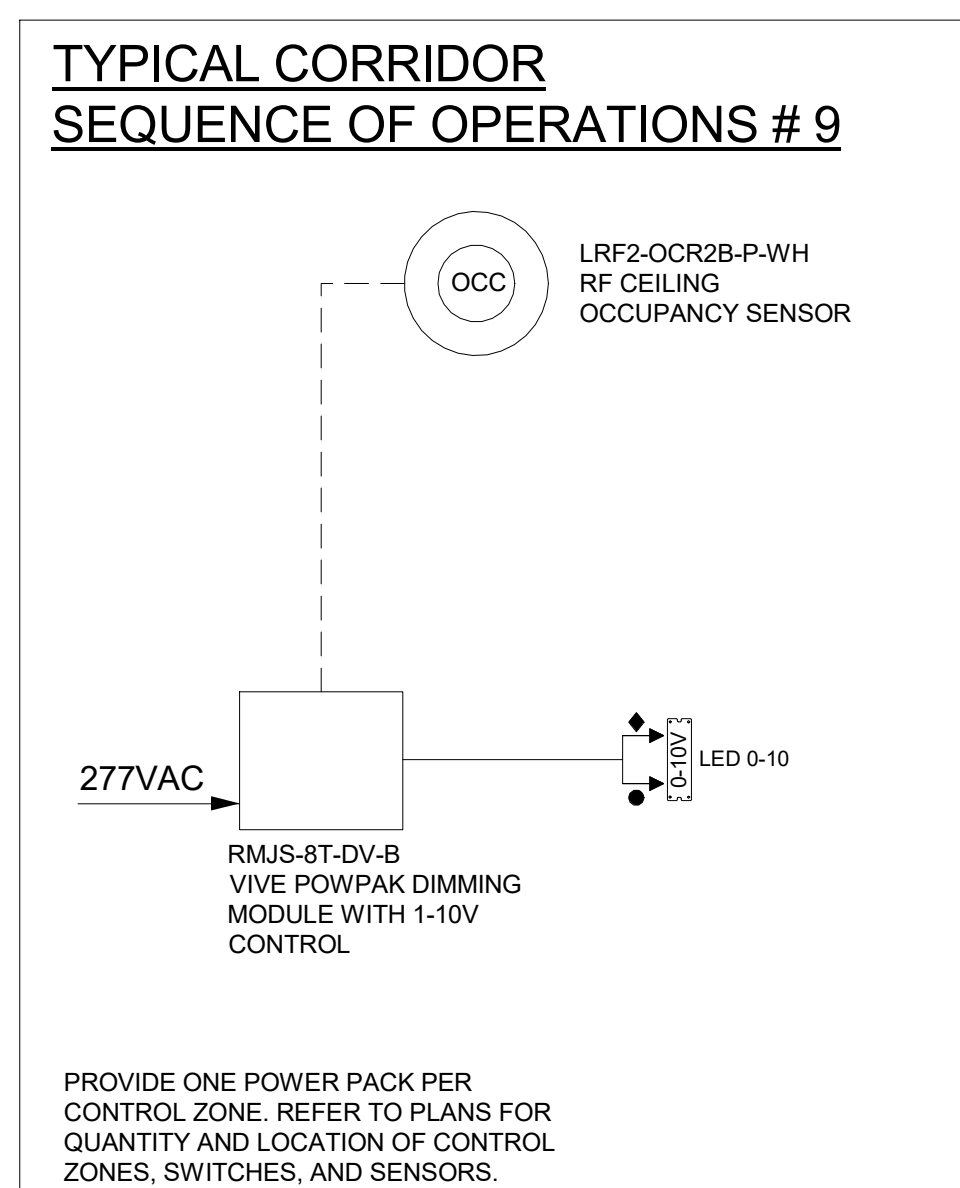 TYPICAL CORRIDOR
SEQUENCE OF OPERATIONS # 9
OCC
LRF2-OCR2B-P-WH
RF CEILING
OCCUPANCY SENSOR
277VAC
0-10V
LED 0-10
RMJS-8T-DV-B
VIVE POWPAK DIMMING
MODULE WITH 1-10V
CONTROL
PROVIDE ONE POWER PACK PER
CONTROL ZONE. REFER TO PLANS FOR
QUANTITY AND LOCATION OF CONTROL
ZONES, SWITCHES, AND SENSORS.